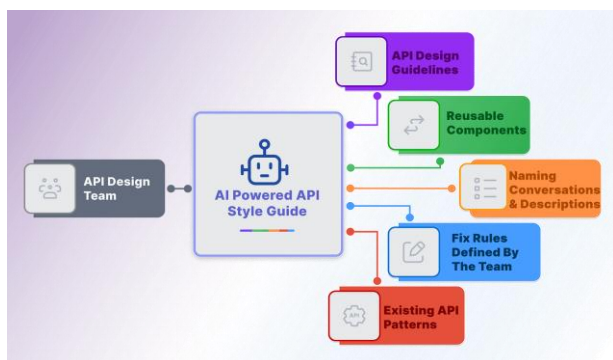 API Design
Team
AI Powered API
Style Guide
API Design
Guidelines
Reusable
Components
Naming
Conversations
& Descriptions
Fix Rules
Defined By
The Team
API
Existing API
Patterns